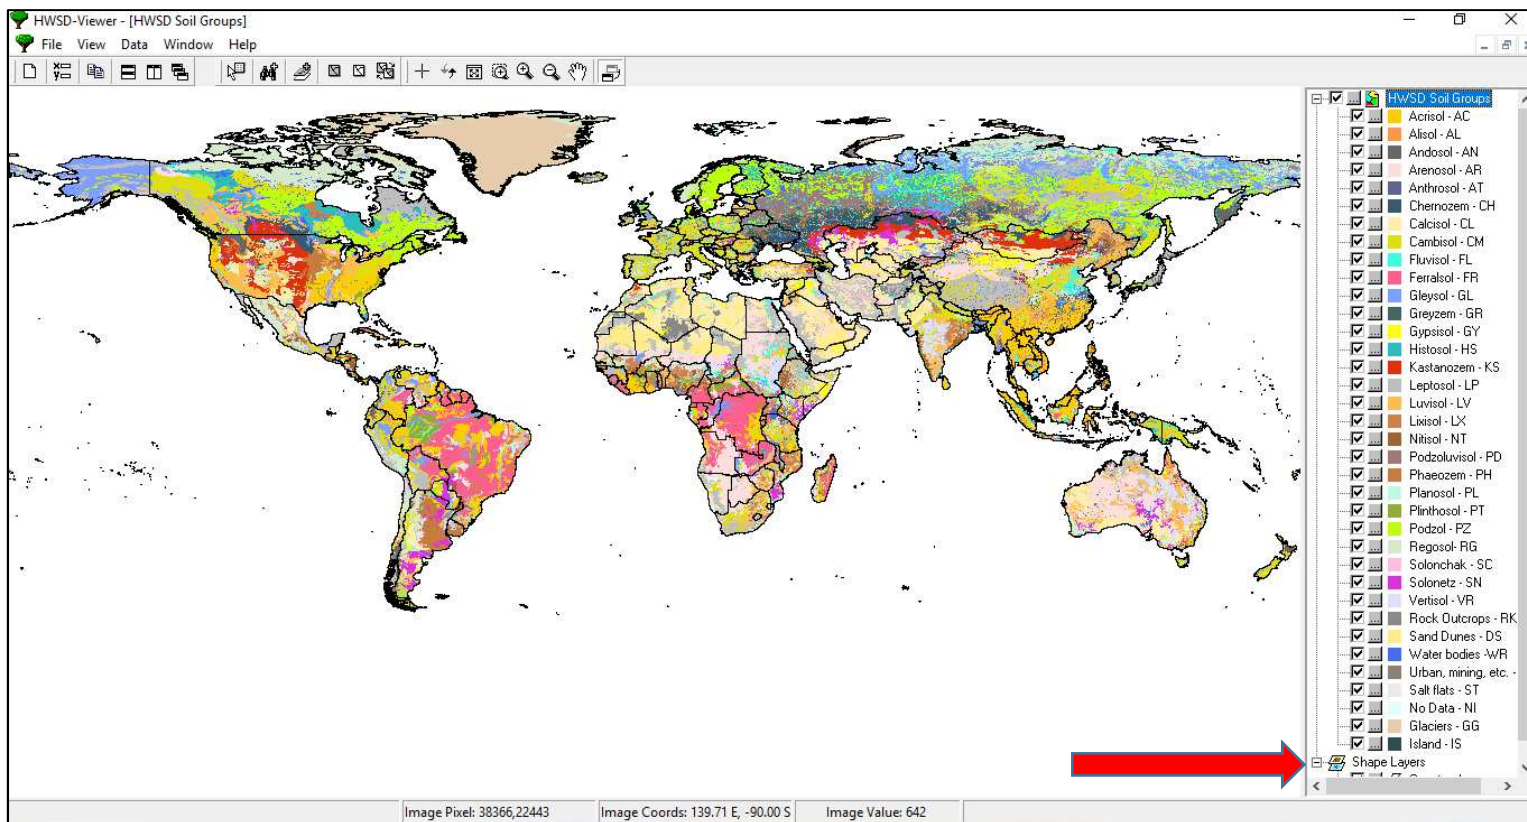 HWSD-Viewer - [HWSD Soil Groups]
File View Data Window Help
HWSD Soil Groups
Acrisol - AC
Alisol - AL
Andosol - AN
Arenosol - AR
Anthrosol - AT
Chernozem - CH
Calcisol - CL
Cambisol - CM
Fluvisol - FL
Ferralsol - FR
Gleysol - GL
Greyzem - GR
Gypsisol - GY
Histosol - HS
Kastanozem - KS
Leptosol - LP
Luvisol - LV
Lixisol - LX
Nitisol - NT
Podzoluvisol - PD
Phaeozem - PH
Planosol - PL
Plinthosol - PT
Podzol - PZ
Regosol- RG
Solonchak - SC
Solonetz - SN
Vertisol - VR
Rock Outcrops - RK
Sand Dunes - DS
Water bodies -WR
Urban, mining, etc. -
Salt flats - ST
No Data - NI
Glaciers - GG
Island - IS
Shape Layers
Image Pixel: 38366,22443 Image Coords: 139.71 E, -90.00 S Image Value: 642